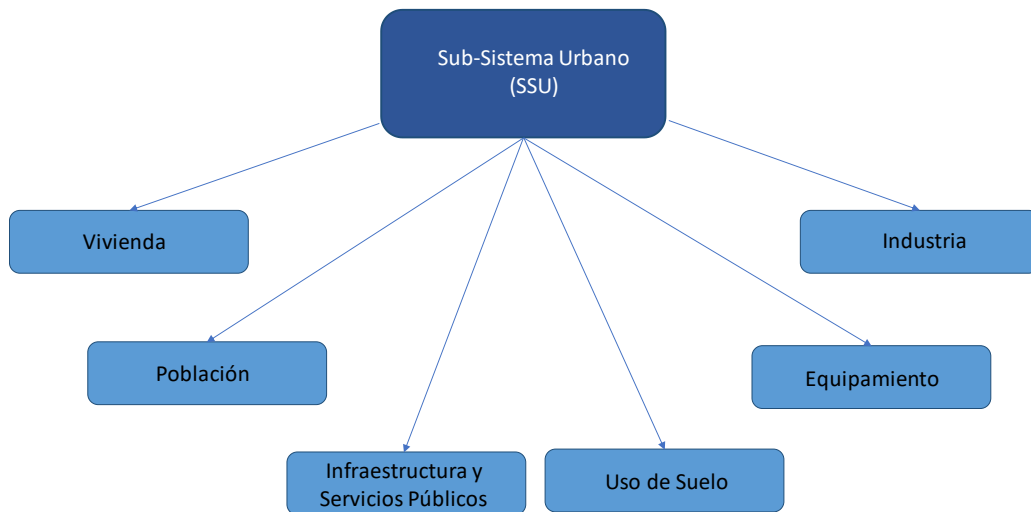 Sub-Sistema Urbano
(SSU)
Vivienda
Industria
Población
Equipamiento
Infraestructura y
Servicios Públicos
Uso de Suelo